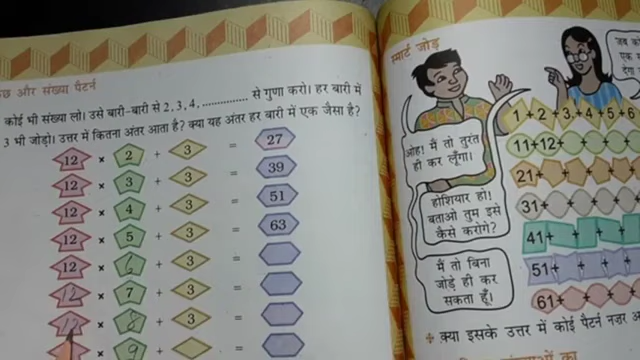 और संख्या पैटर्न
कोई भी संख्या लो। उसे बारी-बारी से 2, 3, 4, ............... से गुणा करो। हर बारी में
3 भी जोड़ो। उत्तर में कितना अंतर आता है? क्या यह अंतर हर बारी में एक जैसा है?
12 × 2 + 3 = 27
12 × 3 + 3 = 39
12 × 4 + 3 = 51
12 × 5 + 3 = 63
12 × 6 + 3 =
12 × 7 + 3 =
12 × 8 + 3 =
× 9 + =
स्मार्ट जोड़
जब को
एक
देगा
ओह! मैं तो तुरंत
ही कर लूँगा।
होशियार हो!
बताओ तुम इसे
कैसे करोगे?
मैं तो बिना
जोड़े ही कर
सकता हूँ।
1 + 2 + 3 + 4 + 5 + 6
11 + 12 + + +
21 + + + +
31 + + + +
41 + + + +
51 + + + +
61 + + + +
क्या इसके उत्तर में कोई पैटर्न नज़र